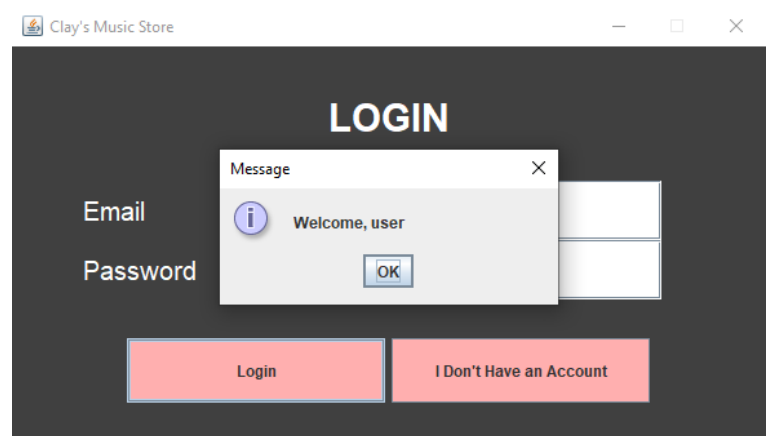 Clay's Music Store
LOGIN
Message
Welcome, user
OK
Email
Password
Login
I Don't Have an Account